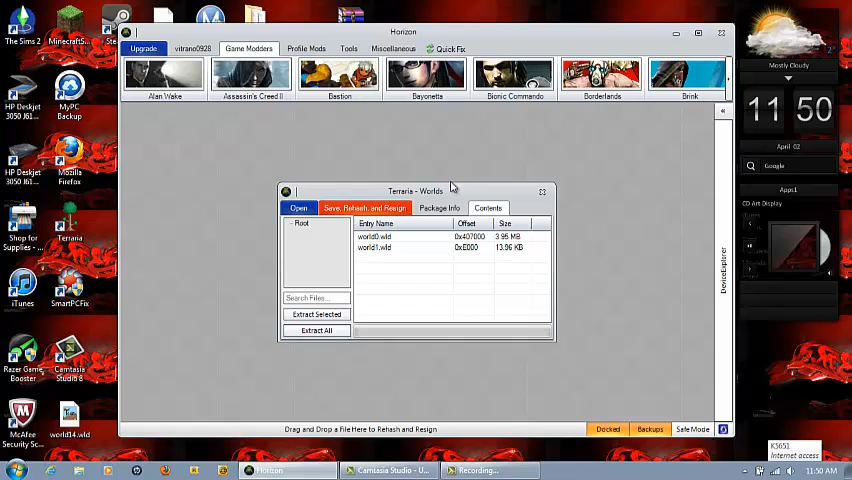 The Sims 2
MinecraftS...
Stea
HP Deskjet
3050 J61...
MyPC
Backup
HP Deskjet
3050 J61...
Mozilla
Firefox
Shop for
Supplies - ...
Terraria
iTunes
SmartPCFix
Razer Game
Booster
Camtasia
Studio 8
McAfee
Security Sc...
world14.wld
Horizon
Upgrade
vitrano0928
Game Modders
Profile Mods
Tools
Miscellaneous
Quick Fix
Alan Wake
Assassin's Creed II
Bastion
Bayonetta
Bionic Commando
Borderlands
Brink
«
DeviceExplorer
Terraria - Worlds
Open
Save, Rehash, and Resign
Package Info
Contents
Root
Entry Name
Offset
Size
world0.wld
0x407000
3.95 MB
world1.wld
0xE000
13.96 KB
Search Files...
Extract Selected
Extract All
Drag and Drop a File Here to Rehash and Resign
Docked
Backups
Safe Mode
2°
Mostly Cloudy
11 50
April 02
Google
Apps1
CD Art Display
KS651
Internet access
Horizon
Camtasia Studio - U...
Recording...
11:50 AM